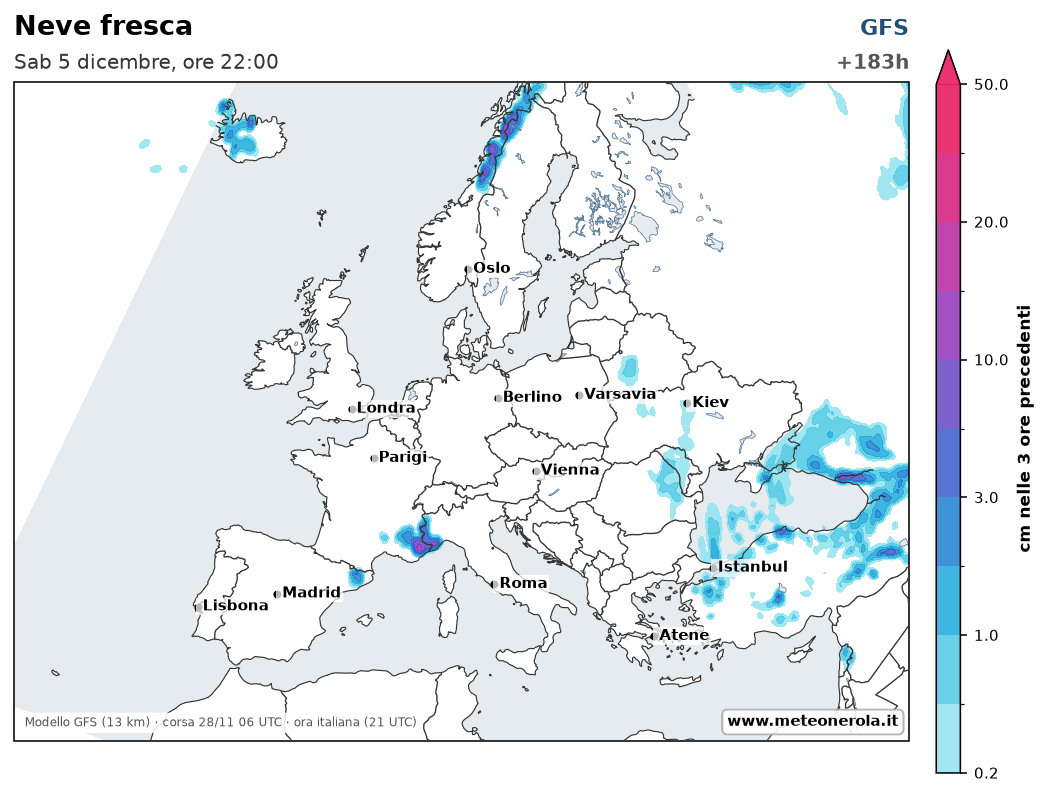 Neve fresca
GFS
Sab 5 dicembre, ore 22:00
+183h
50.0
20.0
10.0
3.0
1.0
0.2
cm nelle 3 ore precedenti
Oslo
Berlino
Varsavia
Kiev
Londra
Parigi
Vienna
Istanbul
Roma
Madrid
Lisbona
Atene
Modello GFS (13 km) · corsa 28/11 06 UTC · ora italiana (21 UTC)
www.meteonerola.it